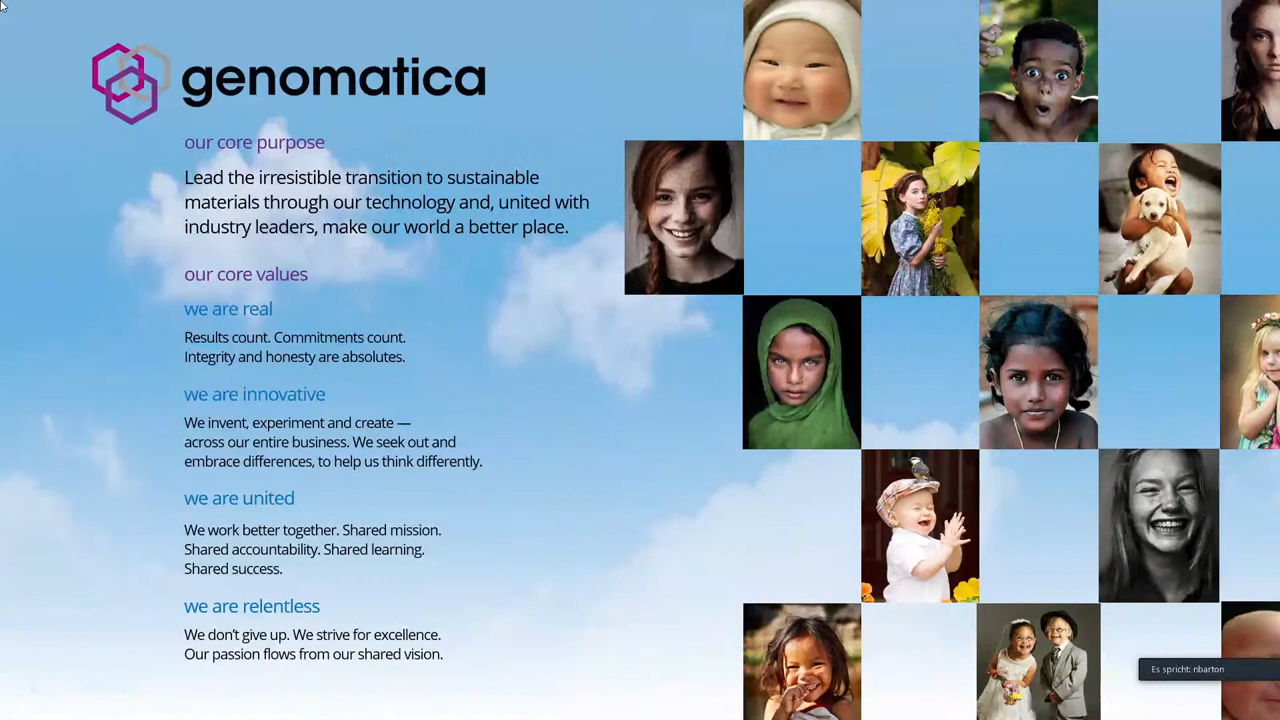 genomatica
our core purpose
Lead the irresistible transition to sustainable
materials through our technology and, united with
industry leaders, make our world a better place.
our core values
we are real
Results count. Commitments count.
Integrity and honesty are absolutes.
we are innovative
We invent, experiment and create —
across our entire business. We seek out and
embrace differences, to help us think differently.
we are united
We work better together. Shared mission.
Shared accountability. Shared learning.
Shared success.
we are relentless
We don’t give up. We strive for excellence.
Our passion flows from our shared vision.
Es spricht: nbarton